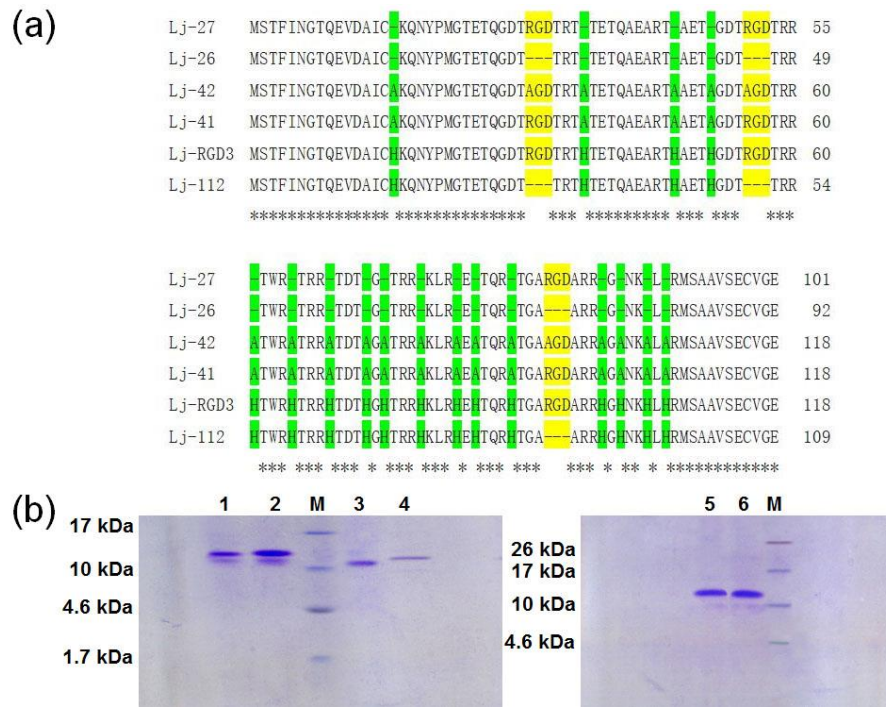 (a)
Lj-27 MSTFINGTQEVDAIC-KQNYPMGTETQGDTRGDTRT-TETQAEART-AET-GDTRGDTRR 55
Lj-26 MSTFINGTQEVDAIC-KQNYPMGTETQGDT---TRT-TETQAEART-AET-GDT---TRR 49
Lj-42 MSTFINGTQEVDAICAKQNYPMGTETQGDTAGDTRTATETQAEARTAAETAGDTAGDTRR 60
Lj-41 MSTFINGTQEVDAICAKQNYPMGTETQGDTRGDTRTATETQAEARTAAETAGDTRGDTRR 60
Lj-RGD3 MSTFINGTQEVDAICHKQNYPMGTETQGDTRGDTRTHTETQAEARTHAETHGDTRGDTRR 60
Lj-112 MSTFINGTQEVDAICHKQNYPMGTETQGDT---TRTHTETQAEARTHAETHGDT---TRR 54
*************** **************   *** ********* *** ***   ***
Lj-27 -TWR-TRR-TDT-G-TRR-KLR-E-TQR-TGARGDARR-G-NK-L-RMSAAVSECVGE 101
Lj-26 -TWR-TRR-TDT-G-TRR-KLR-E-TQR-TGA---ARR-G-NK-L-RMSAAVSECVGE 92
Lj-42 ATWRATRRATDTAGATRRAKLRAEATQRATGAAGDARRAGANKALARMSAAVSECVGE 118
Lj-41 ATWRATRRATDTAGATRRAKLRAEATQRATGARGDARRAGANKALARMSAAVSECVGE 118
Lj-RGD3 HTWRHTRRHTDTHGHTRRHKLRHEHTQRHTGARGDARRHGHNKHLHRMSAAVSECVGE 118
Lj-112 HTWRHTRRHTDTHGHTRRHKLRHEHTQRHTGA---ARRHGHNKHLHRMSAAVSECVGE 109
*** *** *** * *** *** * *** ***   *** * ** * ************
(b)
1 2 M 3 4
17 kDa
10 kDa
4.6 kDa
1.7 kDa
5 6 M
26 kDa
17 kDa
10 kDa
4.6 kDa